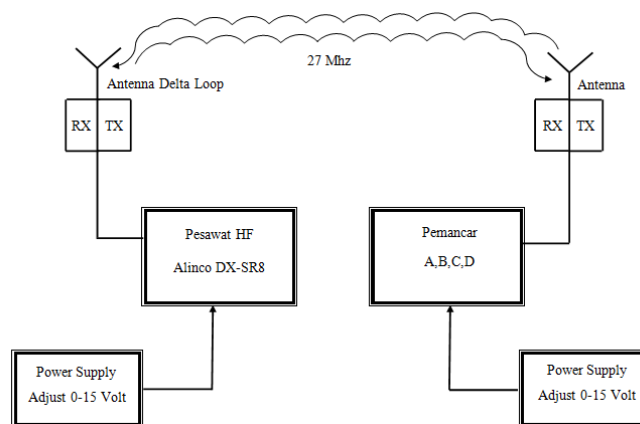 27 Mhz
Antenna Delta Loop
Antenna
RX TX
RX TX
Pesawat HF
Alinco DX-SR8
Pemancar
A,B,C,D
Power Supply
Adjust 0-15 Volt
Power Supply
Adjust 0-15 Volt